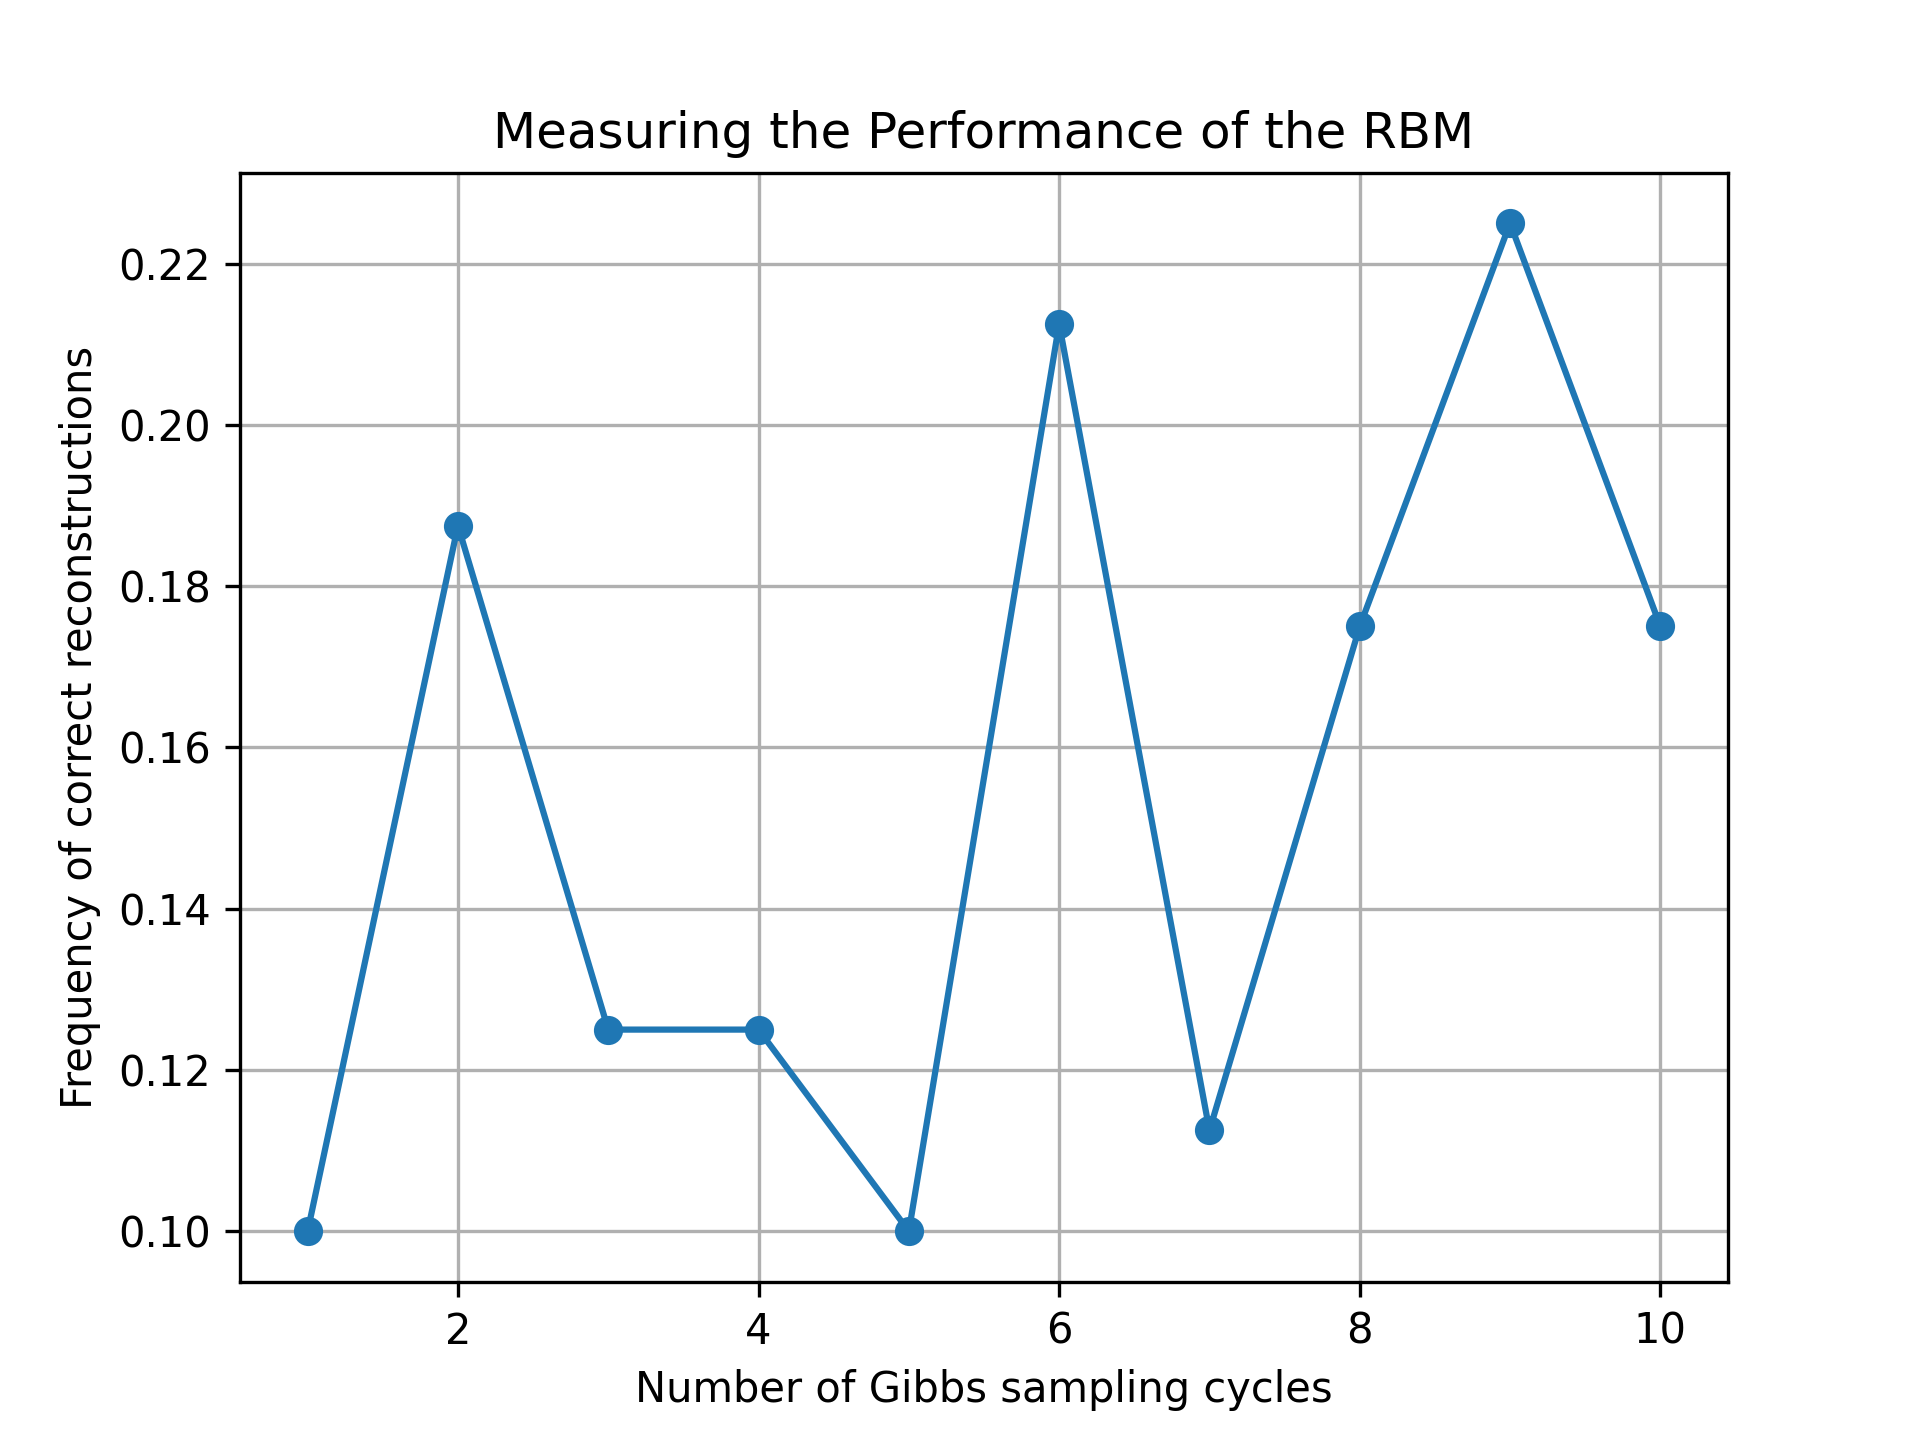 Measuring the Performance of the RBM
Frequency of correct reconstructions
0.22
0.20
0.18
0.16
0.14
0.12
0.10
2 4 6 8 10
Number of Gibbs sampling cycles